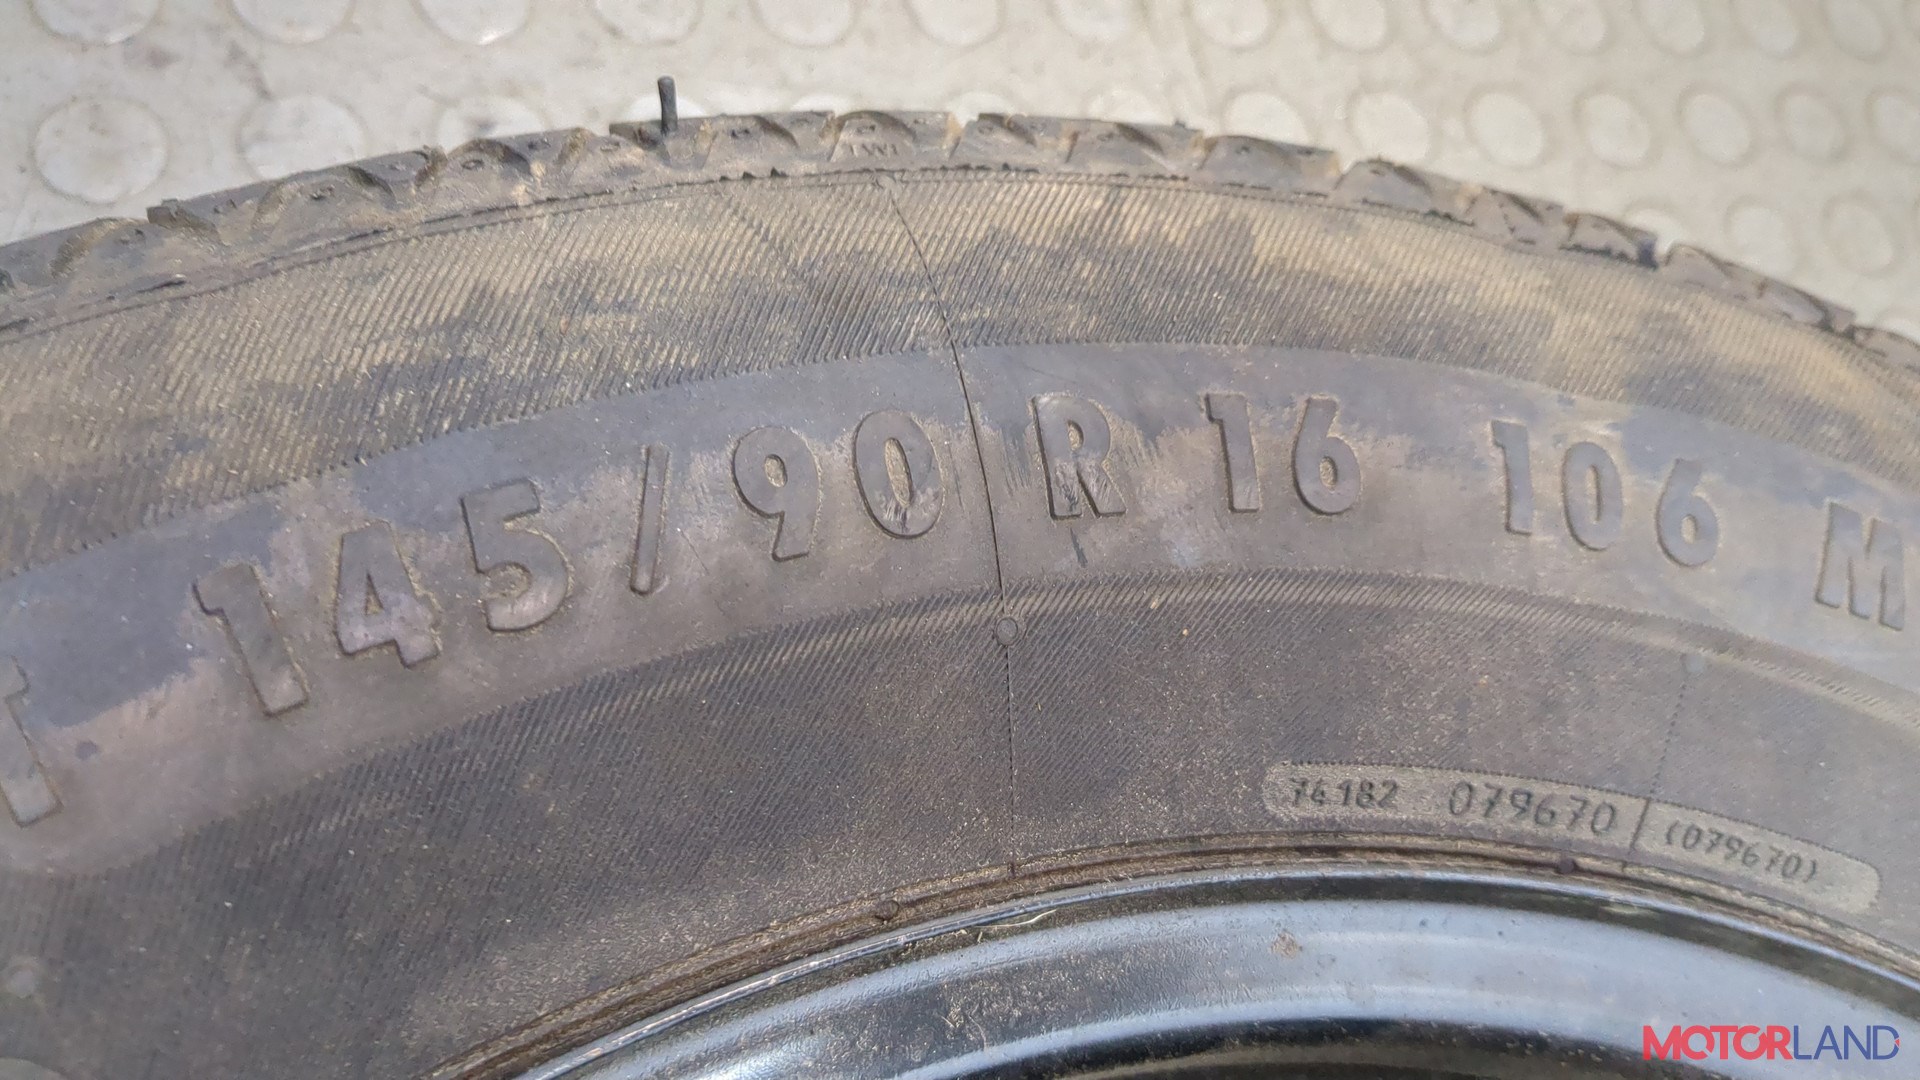 TWI
T 145/90 R 16 106 M
74182 079670 (079670)
MOTORLAND